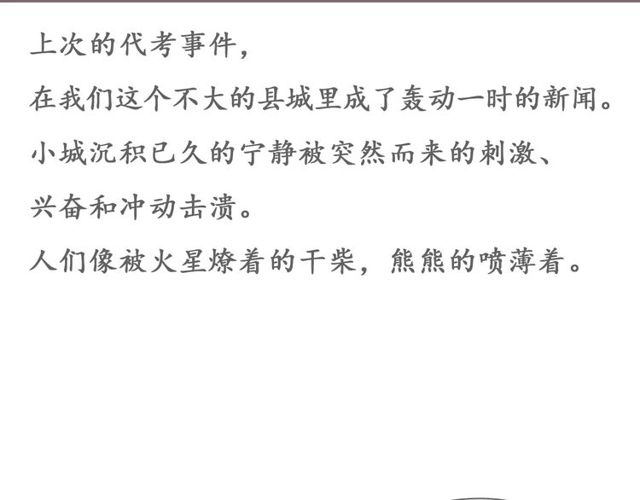 上次的代考事件，
在我们这个不大的县城里成了轰动一时的新闻。
小城沉积已久的宁静被突然而来的刺激、
兴奋和冲动击溃。
人们像被火星燎着的干柴，熊熊的喷薄着。